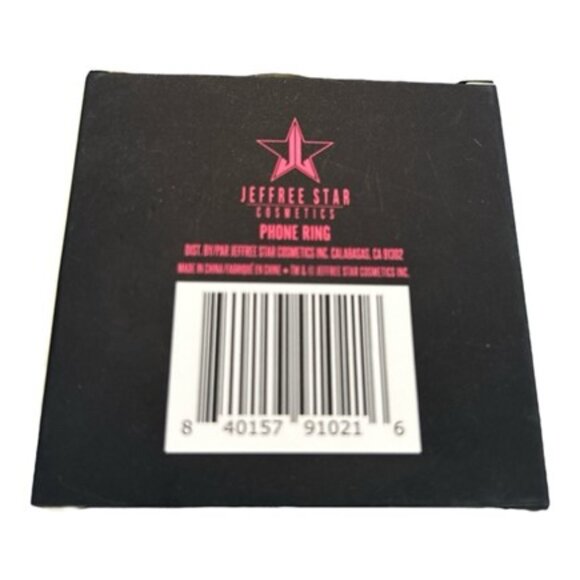 JEFFREE STAR
COSMETICS
PHONE RING
DIST. BY/PAR JEFFREE STAR COSMETICS INC. CALABASAS, CA 91302
MADE IN CHINA/FABRIQUÉ EN CHINE • TM & © JEFFREE STAR COSMETICS INC.
8 40157 91021 6